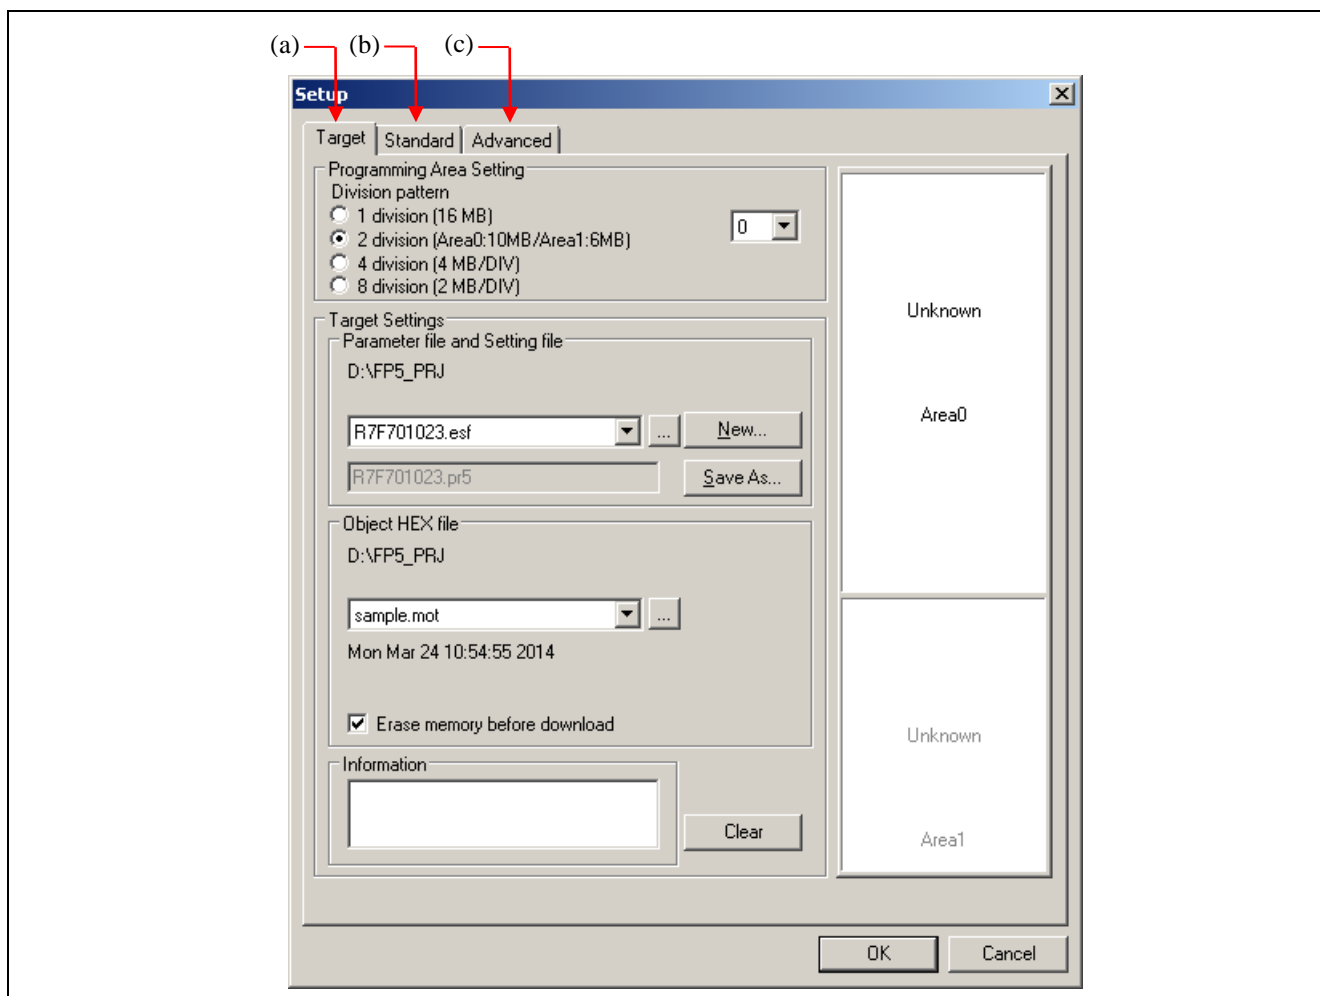 (a) (b) (c)
Setup
Target Standard Advanced
Programming Area Setting
Division pattern
1 division (16 MB)
0
2 division (Area0:10MB/Area1:6MB)
4 division (4 MB/DIV)
8 division (2 MB/DIV)
Target Settings
Parameter file and Setting file
D:\FP5_PRJ
R7F701023.esf ... New...
R7F701023.pr5 Save As...
Object HEX file
D:\FP5_PRJ
sample.mot ...
Mon Mar 24 10:54:55 2014
Erase memory before download
Information
Clear
Unknown
Area0
Unknown
Area1
OK Cancel